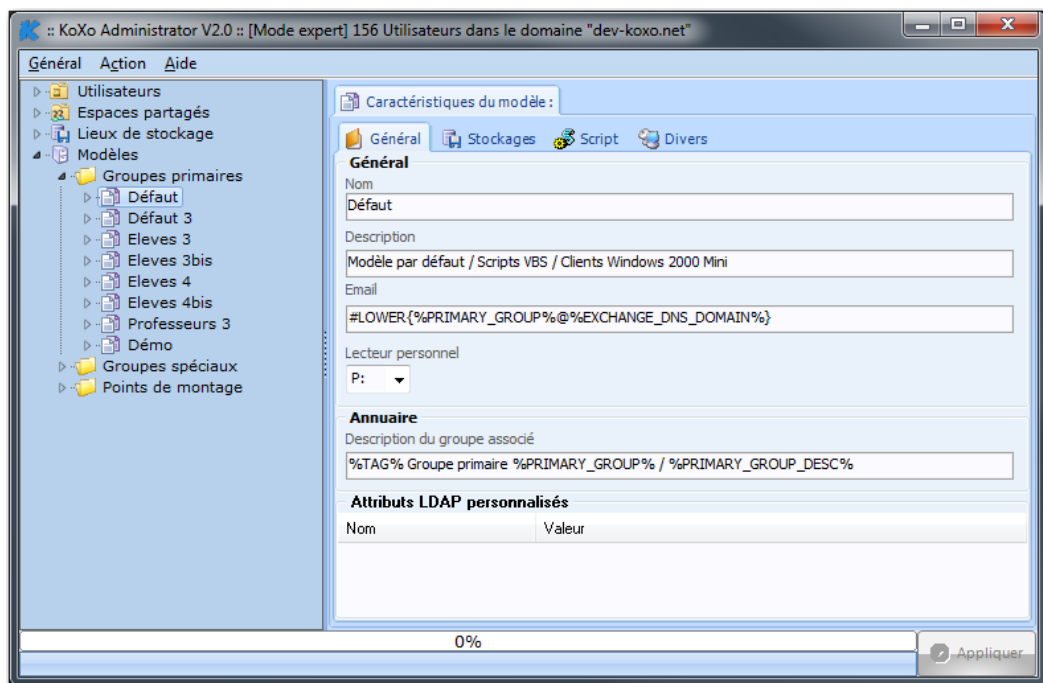 :: KoXo Administrator V2.0 :: [Mode expert] 156 Utilisateurs dans le domaine "dev-koxo.net"
Général Action Aide
Utilisateurs
Espaces partagés
Lieux de stockage
Modèles
Groupes primaires
Défaut
Défaut 3
Eleves 3
Eleves 3bis
Eleves 4
Eleves 4bis
Professeurs 3
Démo
Groupes spéciaux
Points de montage
Caractéristiques du modèle :
Général Stockages Script Divers
Général
Nom
Défaut
Description
Modèle par défaut / Scripts VBS / Clients Windows 2000 Mini
Email
#LOWER{%PRIMARY_GROUP%@%EXCHANGE_DNS_DOMAIN%}
Lecteur personnel
P:
Annuaire
Description du groupe associé
%TAG% Groupe primaire %PRIMARY_GROUP% / %PRIMARY_GROUP_DESC%
Attributs LDAP personnalisés
Nom Valeur
0%
Appliquer